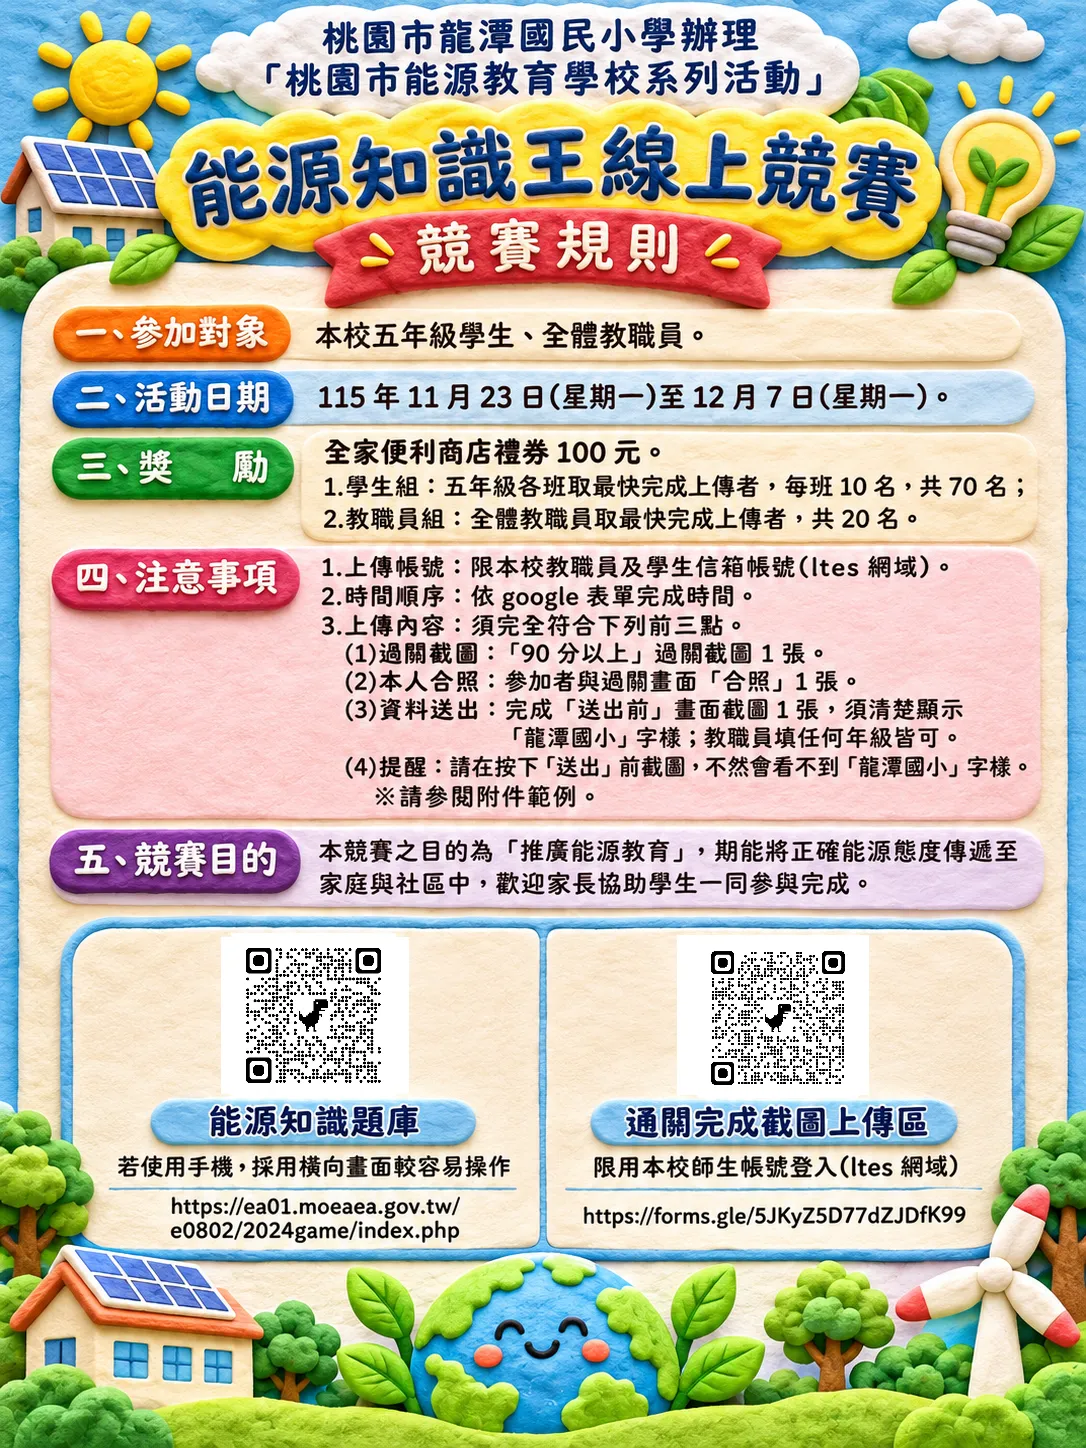 桃園市龍潭國民小學辦理
「桃園市能源教育學校系列活動」
能源知識王線上競賽
競賽規則
一、參加對象
本校五年級學生、全體教職員。
二、活動日期
115 年 11 月 23 日(星期一)至 12 月 7 日(星期一)。
三、獎 勵
全家便利商店禮券 100 元。
1.學生組：五年級各班取最快完成上傳者，每班 10 名，共 70 名；
2.教職員組：全體教職員取最快完成上傳者，共 20 名。
四、注意事項
1.上傳帳號：限本校教職員及學生信箱帳號(ltes 網域)。
2.時間順序：依 google 表單完成時間。
3.上傳內容：須完全符合下列前三點。
(1)過關截圖：「90 分以上」過關截圖 1 張。
(2)本人合照：參加者與過關畫面「合照」1 張。
(3)資料送出：完成「送出前」畫面截圖 1 張，須清楚顯示
「龍潭國小」字樣；教職員填任何年級皆可。
(4)提醒：請在按下「送出」前截圖，不然會看不到「龍潭國小」字樣。
※請參閱附件範例。
五、競賽目的
本競賽之目的為「推廣能源教育」，期能將正確能源態度傳遞至
家庭與社區中，歡迎家長協助學生一同參與完成。
能源知識題庫
若使用手機，採用橫向畫面較容易操作
https://ea01.moeaea.gov.tw/
e0802/2024game/index.php
通關完成截圖上傳區
限用本校師生帳號登入(ltes 網域)
https://forms.gle/5JKyZ5D77dZJDfK99